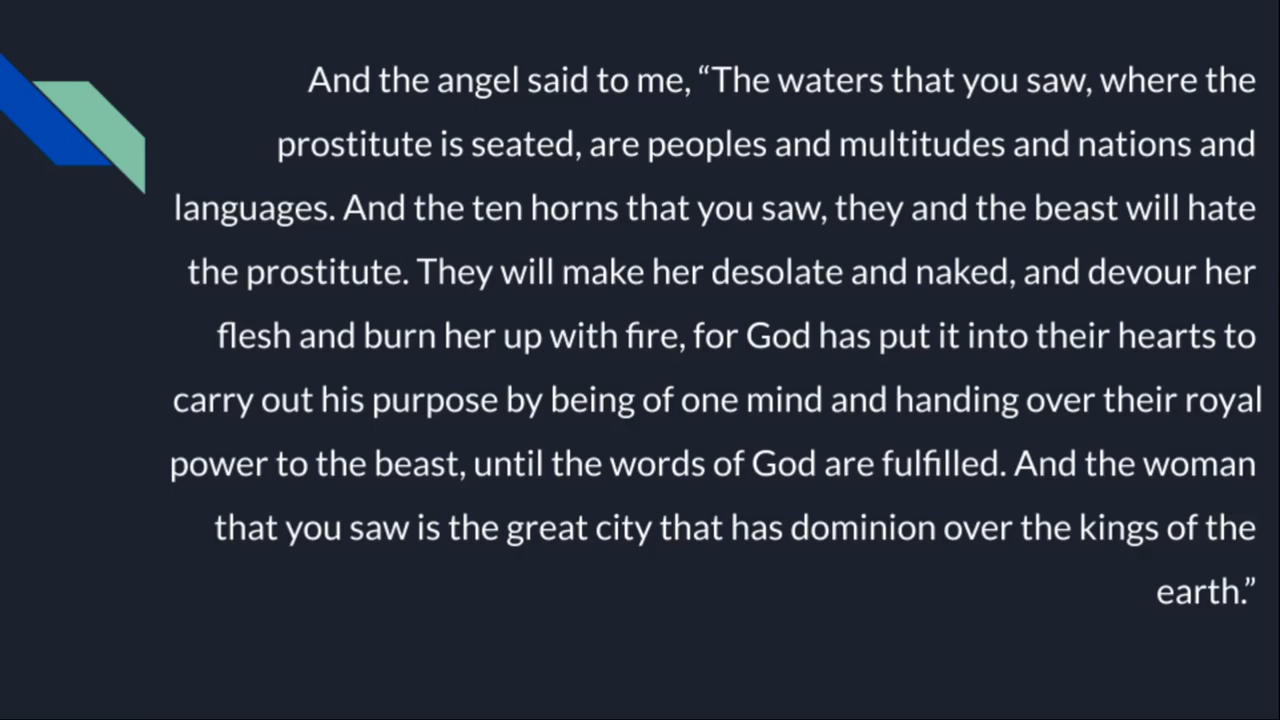 And the angel said to me, “The waters that you saw, where the
prostitute is seated, are peoples and multitudes and nations and
languages. And the ten horns that you saw, they and the beast will hate
the prostitute. They will make her desolate and naked, and devour her
flesh and burn her up with fire, for God has put it into their hearts to
carry out his purpose by being of one mind and handing over their royal
power to the beast, until the words of God are fulfilled. And the woman
that you saw is the great city that has dominion over the kings of the
earth.”